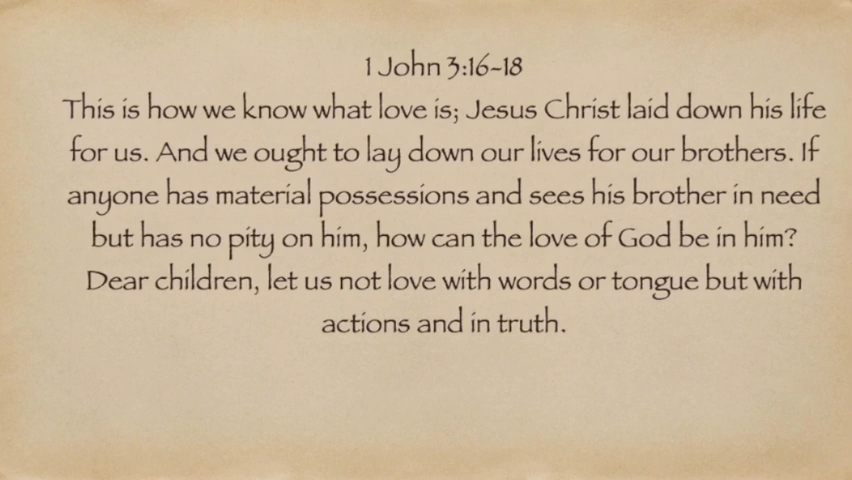 1 John 3:16-18
This is how we know what love is; Jesus Christ laid down his life
for us. And we ought to lay down our lives for our brothers. If
anyone has material possessions and sees his brother in need
but has no pity on him, how can the love of God be in him?
Dear children, let us not love with words or tongue but with
actions and in truth.